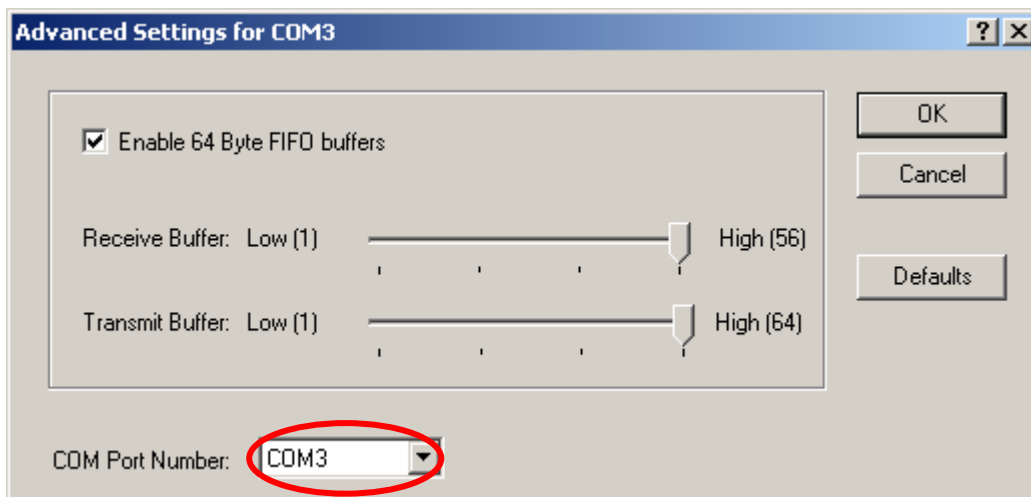 Advanced Settings for COM3
Enable 64 Byte FIFO buffers
OK
Cancel
Receive Buffer: Low (1) High (56)
Defaults
Transmit Buffer: Low (1) High (64)
COM Port Number: COM3